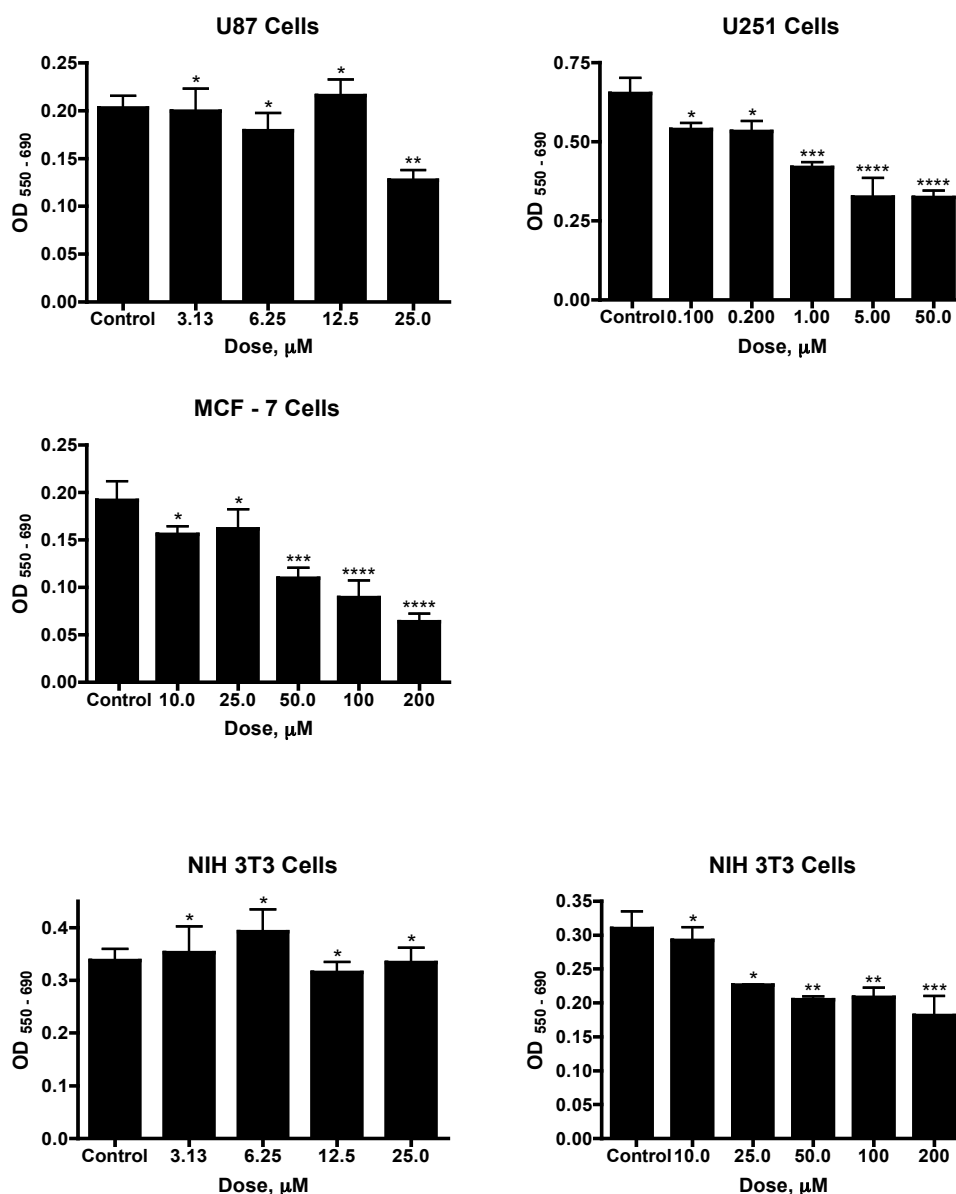 U87 Cells
0.25
0.20
0.15
0.10
0.05
0.00
OD 550 - 690
* * * **
Control 3.13 6.25 12.5 25.0
Dose, μM
U251 Cells
0.75
0.50
0.25
0.00
OD 550 - 690
* * *** **** ****
Control 0.100 0.200 1.00 5.00 50.0
Dose, μM
MCF - 7 Cells
0.25
0.20
0.15
0.10
0.05
0.00
OD 550 - 690
* * *** **** ****
Control 10.0 25.0 50.0 100 200
Dose, μM
NIH 3T3 Cells
0.4
0.3
0.2
0.1
0.0
OD 550 - 690
* * * *
Control 3.13 6.25 12.5 25.0
Dose, μM
NIH 3T3 Cells
0.35
0.30
0.25
0.20
0.15
0.10
0.05
0.00
OD 550 - 690
* * ** ** ***
Control 10.0 25.0 50.0 100 200
Dose, μM